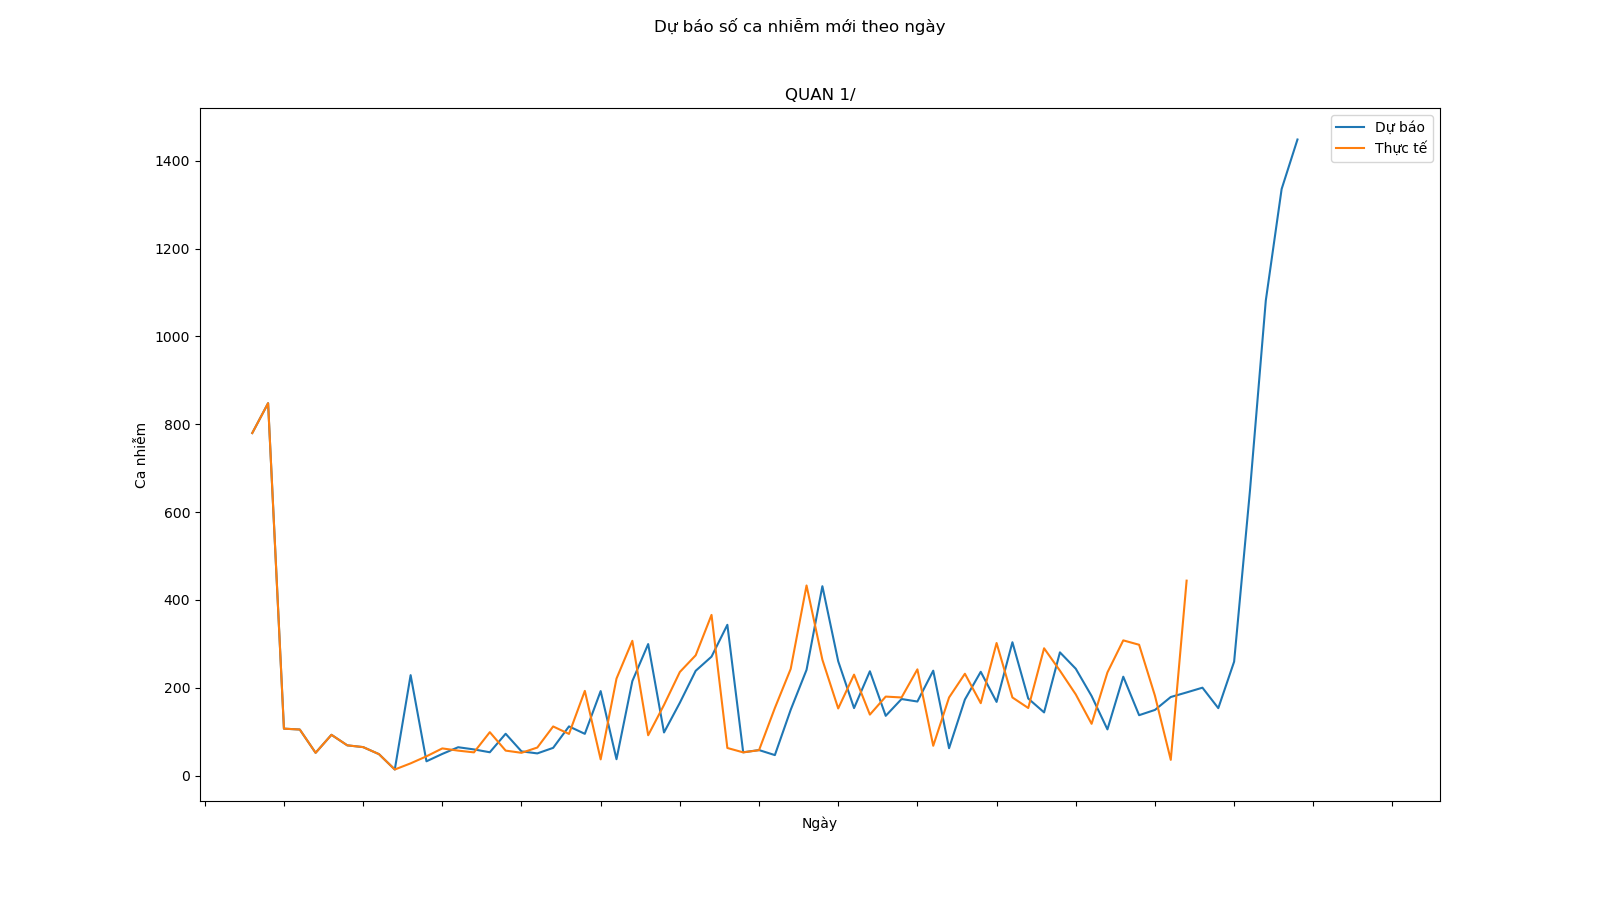 Dự báo số ca nhiễm mới theo ngày
QUAN 1/
Dự báo
Thực tế
1400
1200
1000
800
600
400
200
0
Ca nhiễm
Ngày